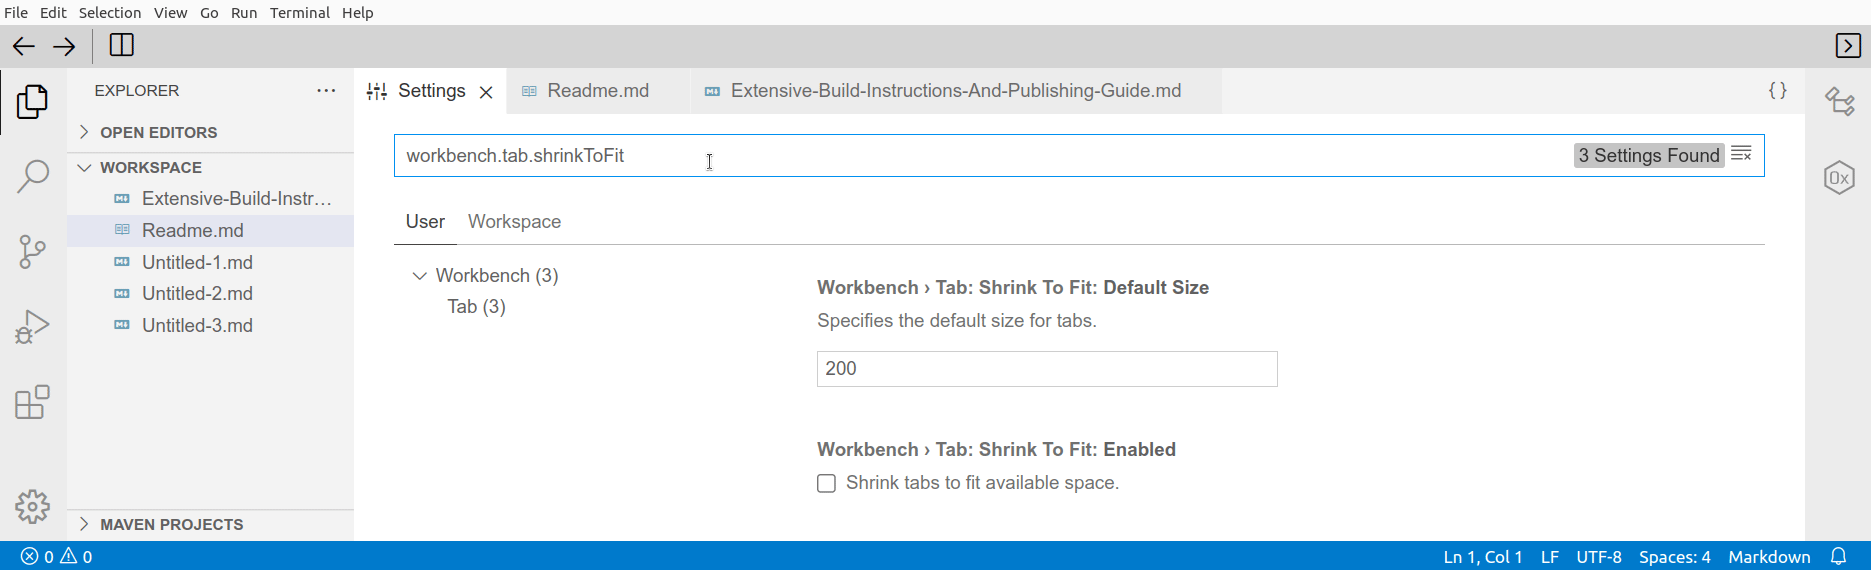 File Edit Selection View Go Run Terminal Help
EXPLORER
OPEN EDITORS
WORKSPACE
Extensive-Build-Instr…
Readme.md
Untitled-1.md
Untitled-2.md
Untitled-3.md
MAVEN PROJECTS
Settings Readme.md Extensive-Build-Instructions-And-Publishing-Guide.md {}
workbench.tab.shrinkToFit 3 Settings Found
User Workspace
Workbench (3)
Tab (3)
Workbench › Tab: Shrink To Fit: Default Size
Specifies the default size for tabs.
200
Workbench › Tab: Shrink To Fit: Enabled
Shrink tabs to fit available space.
0x
0 0 Ln 1, Col 1 LF UTF-8 Spaces: 4 Markdown